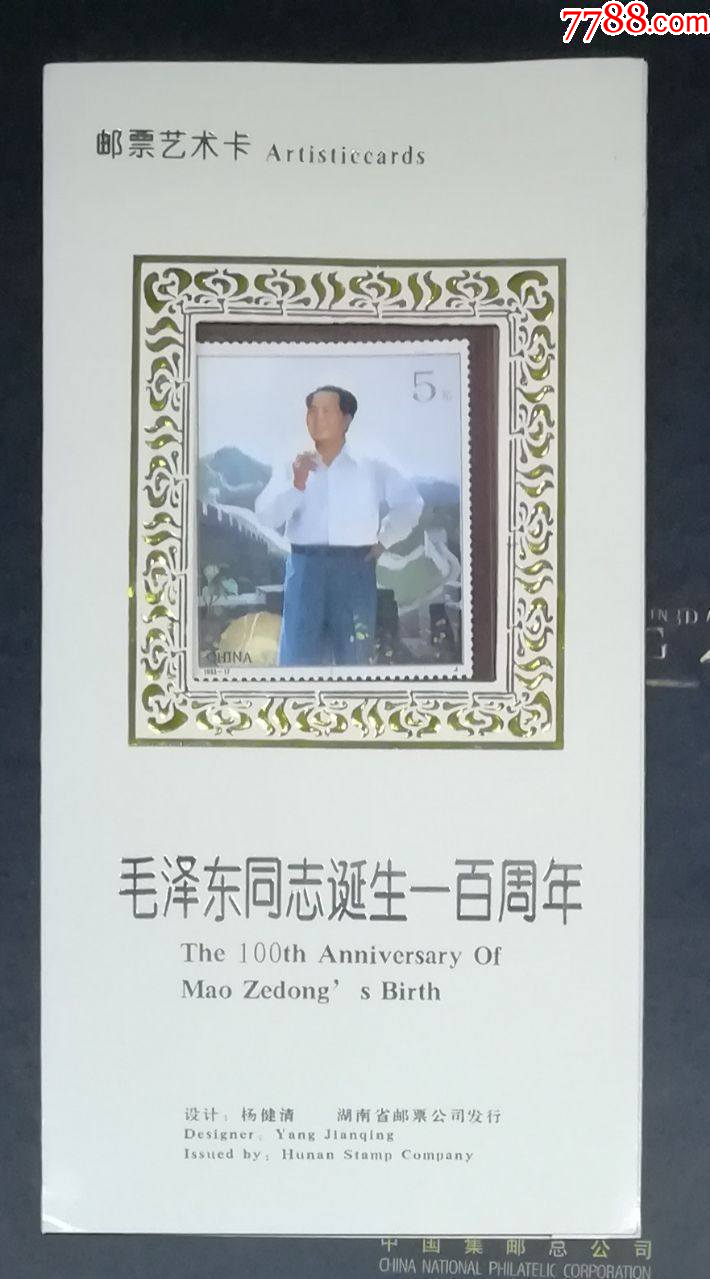 7788.com
邮票艺术卡 Artisticcards
5
CHINA
毛泽东同志诞生一百周年
The 100th Anniversary Of
Mao Zedong’s Birth
设计：杨健清 湖南省邮票公司发行
Designer: Yang Jianqing
Issued by: Hunan Stamp Company
中国集邮总公司
CHINA NATIONAL PHILATELIC CORPORATION